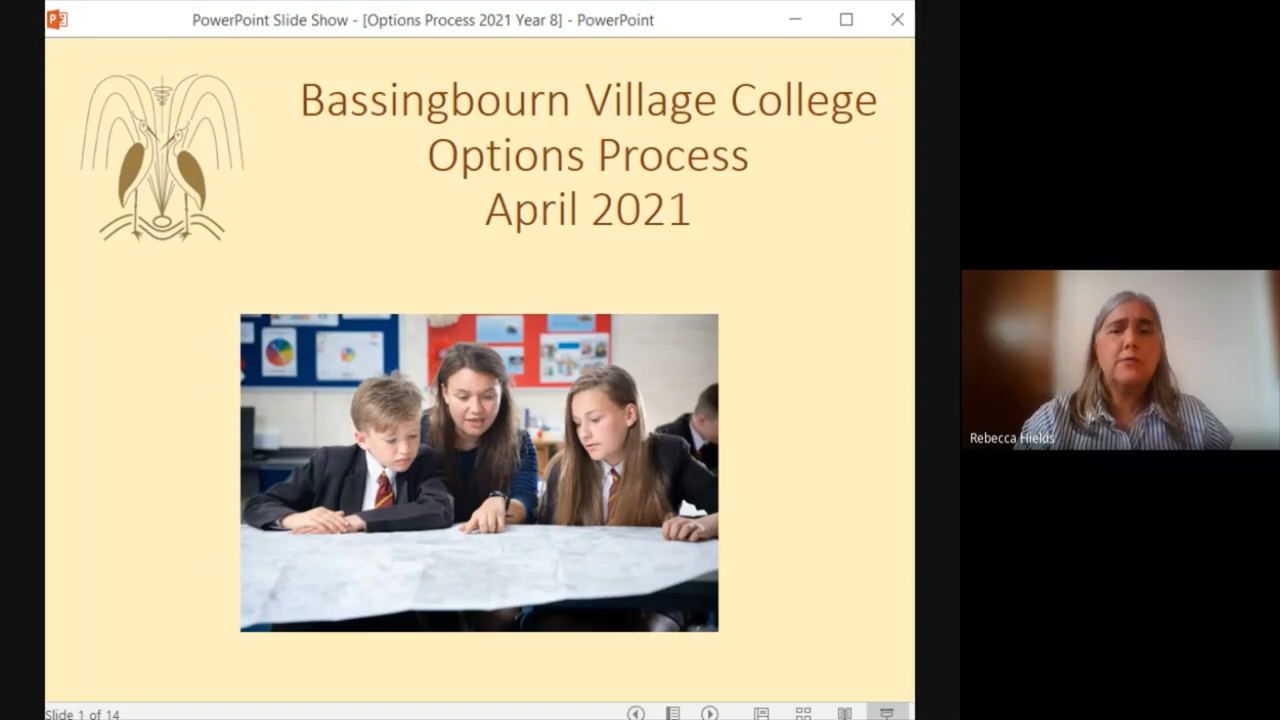 PowerPoint Slide Show - [Options Process 2021 Year 8] - PowerPoint
Bassingbourn Village College
Options Process
April 2021
Rebecca Hields
Slide 1 of 14